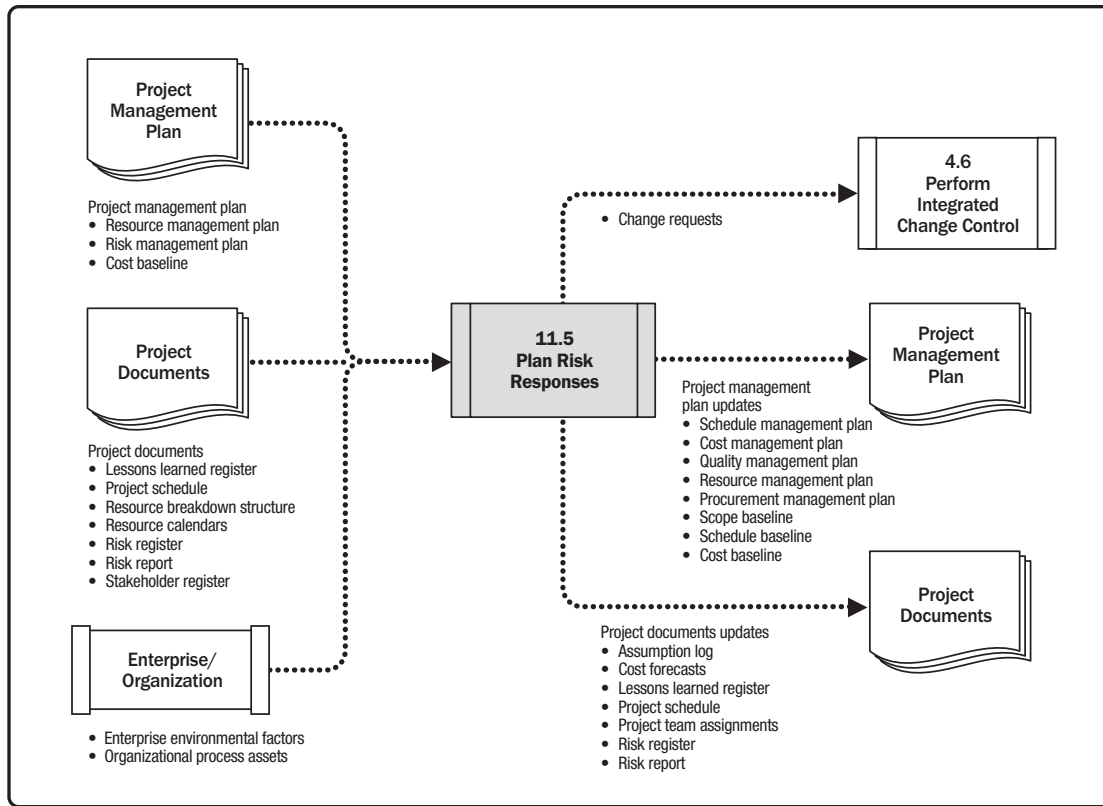 Project
Management
Plan
Project management plan
• Resource management plan
• Risk management plan
• Cost baseline
Project
Documents
Project documents
• Lessons learned register
• Project schedule
• Resource breakdown structure
• Resource calendars
• Risk register
• Risk report
• Stakeholder register
Enterprise/
Organization
• Enterprise environmental factors
• Organizational process assets
11.5
Plan Risk
Responses
• Change requests
4.6
Perform
Integrated
Change Control
Project
Management
Plan
Project management
plan updates
• Schedule management plan
• Cost management plan
• Quality management plan
• Resource management plan
• Procurement management plan
• Scope baseline
• Schedule baseline
• Cost baseline
Project
Documents
Project documents updates
• Assumption log
• Cost forecasts
• Lessons learned register
• Project schedule
• Project team assignments
• Risk register
• Risk report